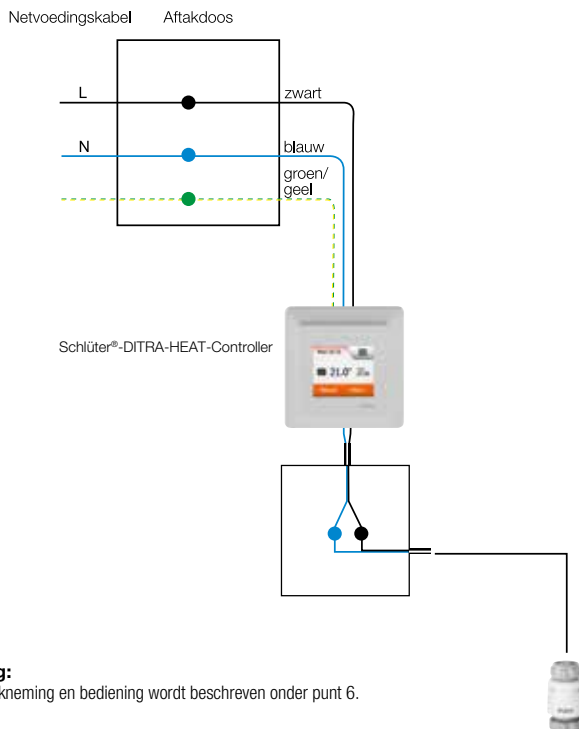 Netvoedingskabel Aftakdoos
L zwart
N blauw
groen/
geel
Schlüter®-DITRA-HEAT-Controller
21.0°
g:
kneming en bediening wordt beschreven onder punt 6.